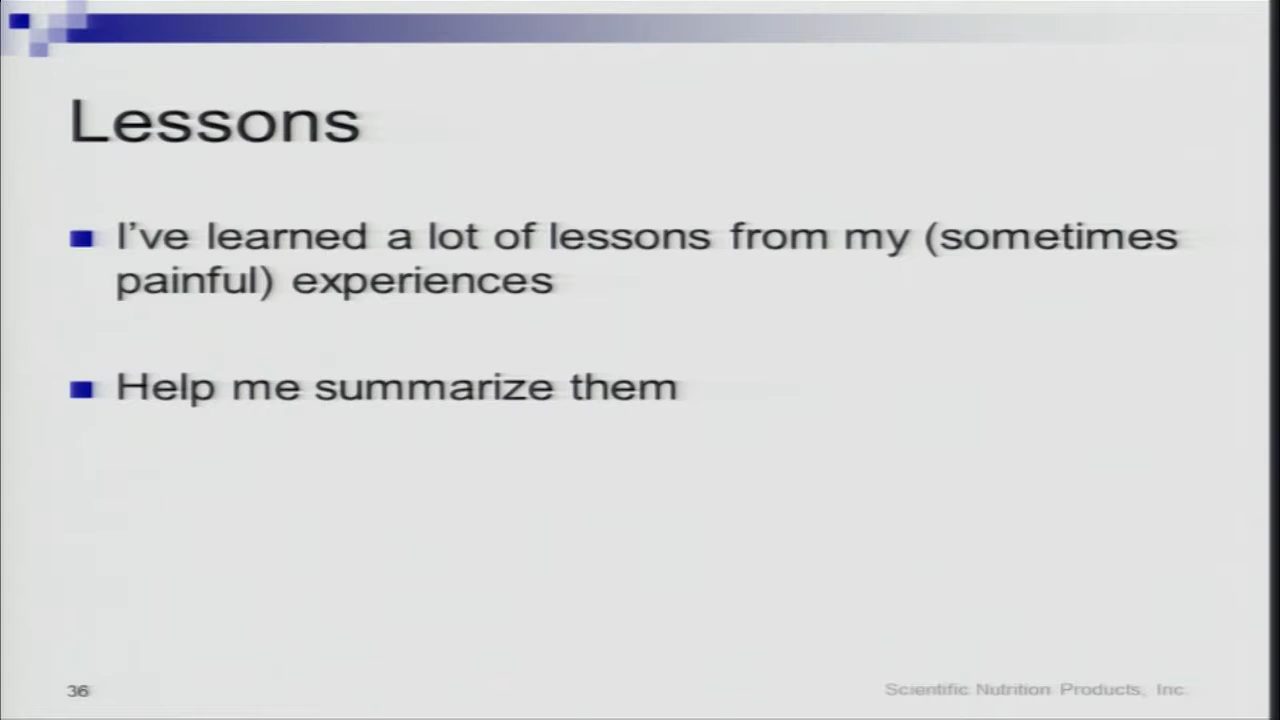 Lessons
I've learned a lot of lessons from my (sometimes
painful) experiences
Help me summarize them
36
Scientific Nutrition Products, Inc.